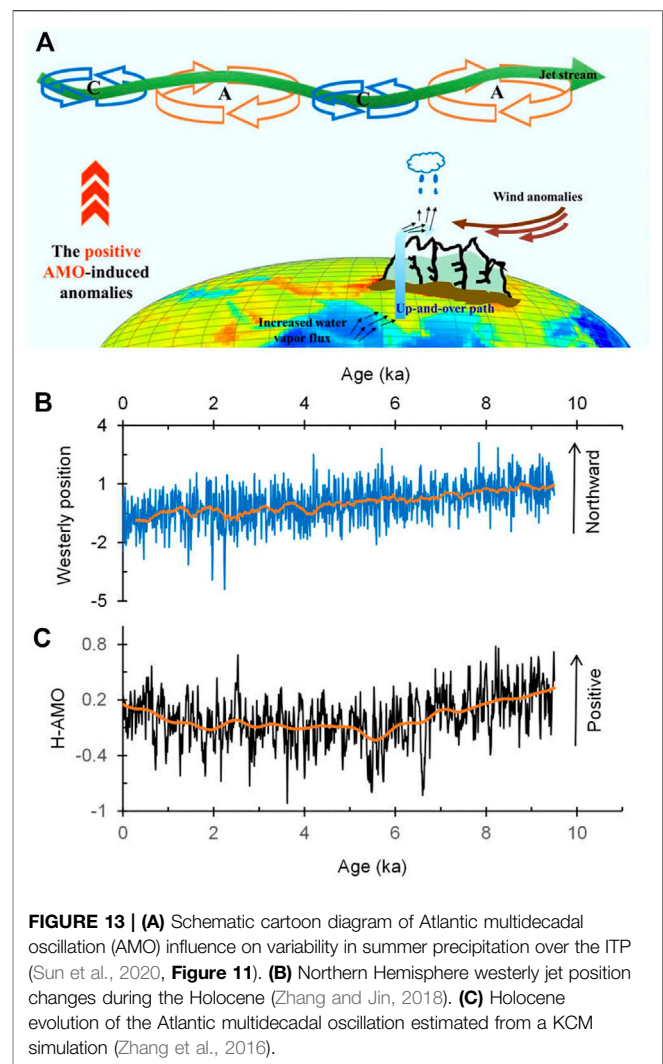 A
C
A
C
A
Jet stream
Wind anomalies
The positive
AMO-induced
anomalies
Up-and-over path
Increased water
vapor flux
Age (ka)
B
0 2 4 6 8 10
4
1
-2
-5
Westerly position
Northward
C
0.8
0.2
-0.4
-1
H-AMO
Positive
0 2 4 6 8 10
Age (ka)
FIGURE 13 | (A) Schematic cartoon diagram of Atlantic multidecadal
oscillation (AMO) influence on variability in summer precipitation over the ITP
(Sun et al., 2020, Figure 11). (B) Northern Hemisphere westerly jet position
changes during the Holocene (Zhang and Jin, 2018). (C) Holocene
evolution of the Atlantic multidecadal oscillation estimated from a KCM
simulation (Zhang et al., 2016).